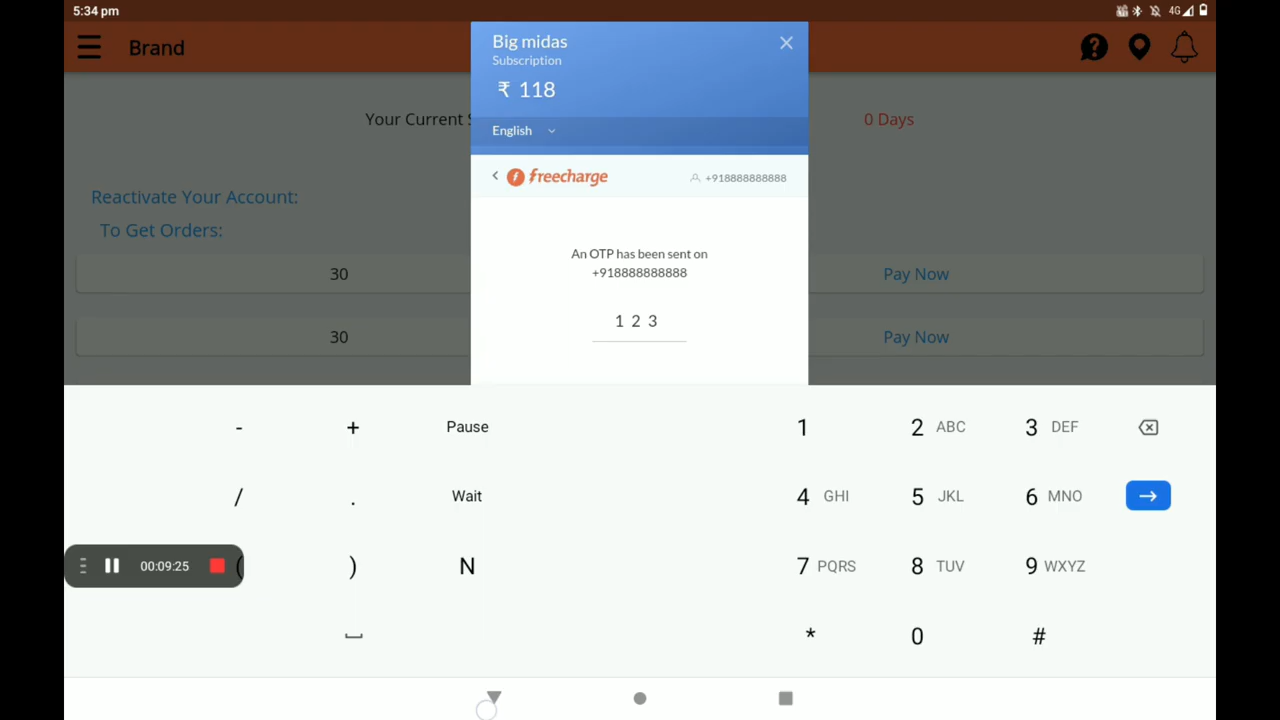 5:34 pm
4G
Brand
Big midas
Subscription
₹ 118
English
Your Current S
0 Days
freecharge
+918888888888
Reactivate Your Account:
To Get Orders:
An OTP has been sent on
+918888888888
30
Pay Now
1 2 3
30
Pay Now
- + Pause 1 2 ABC 3 DEF
/ . Wait 4 GHI 5 JKL 6 MNO
00:09:25 ( ) N 7 PQRS 8 TUV 9 WXYZ
* 0 #